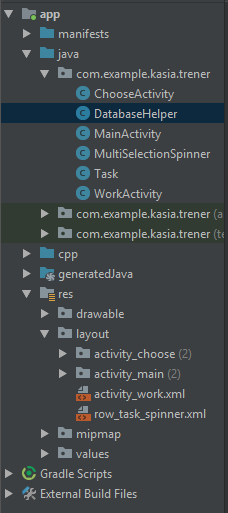 app
manifests
java
com.example.kasia.trener
ChooseActivity
DatabaseHelper
MainActivity
MultiSelectionSpinner
Task
WorkActivity
com.example.kasia.trener (a
com.example.kasia.trener (te
cpp
generatedJava
res
drawable
layout
activity_choose (2)
activity_main (2)
activity_work.xml
row_task_spinner.xml
mipmap
values
Gradle Scripts
External Build Files